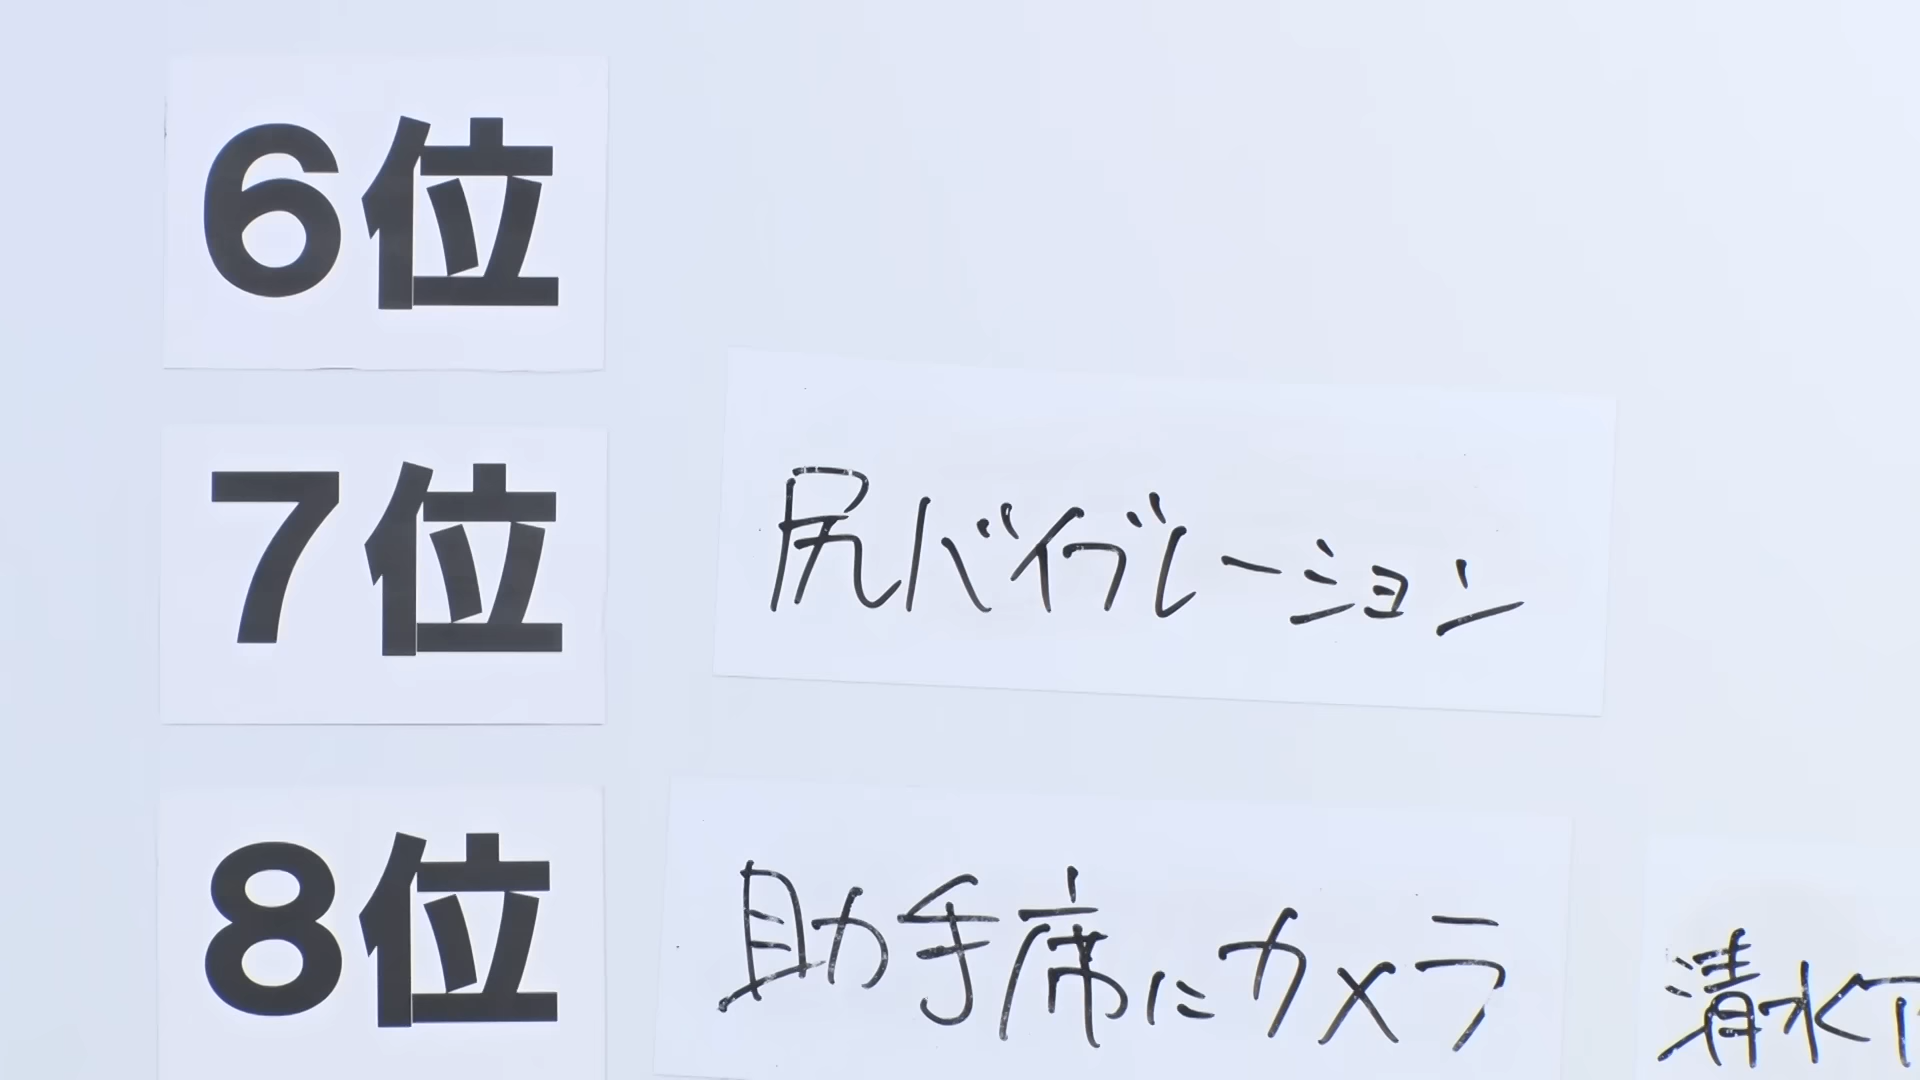 6位
7位
尻バイブレーション
8位
助手席にカメラ
清水